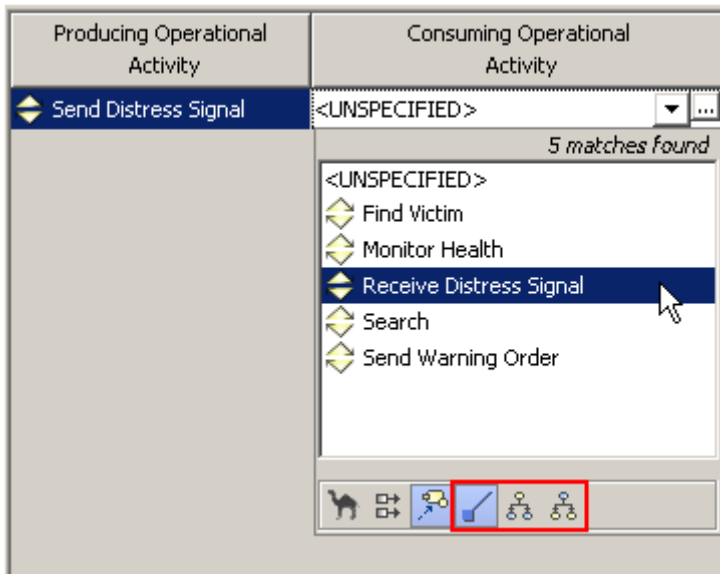 Producing Operational
Activity
Consuming Operational
Activity
Send Distress Signal
<UNSPECIFIED>
...
5 matches found
<UNSPECIFIED>
Find Victim
Monitor Health
Receive Distress Signal
Search
Send Warning Order